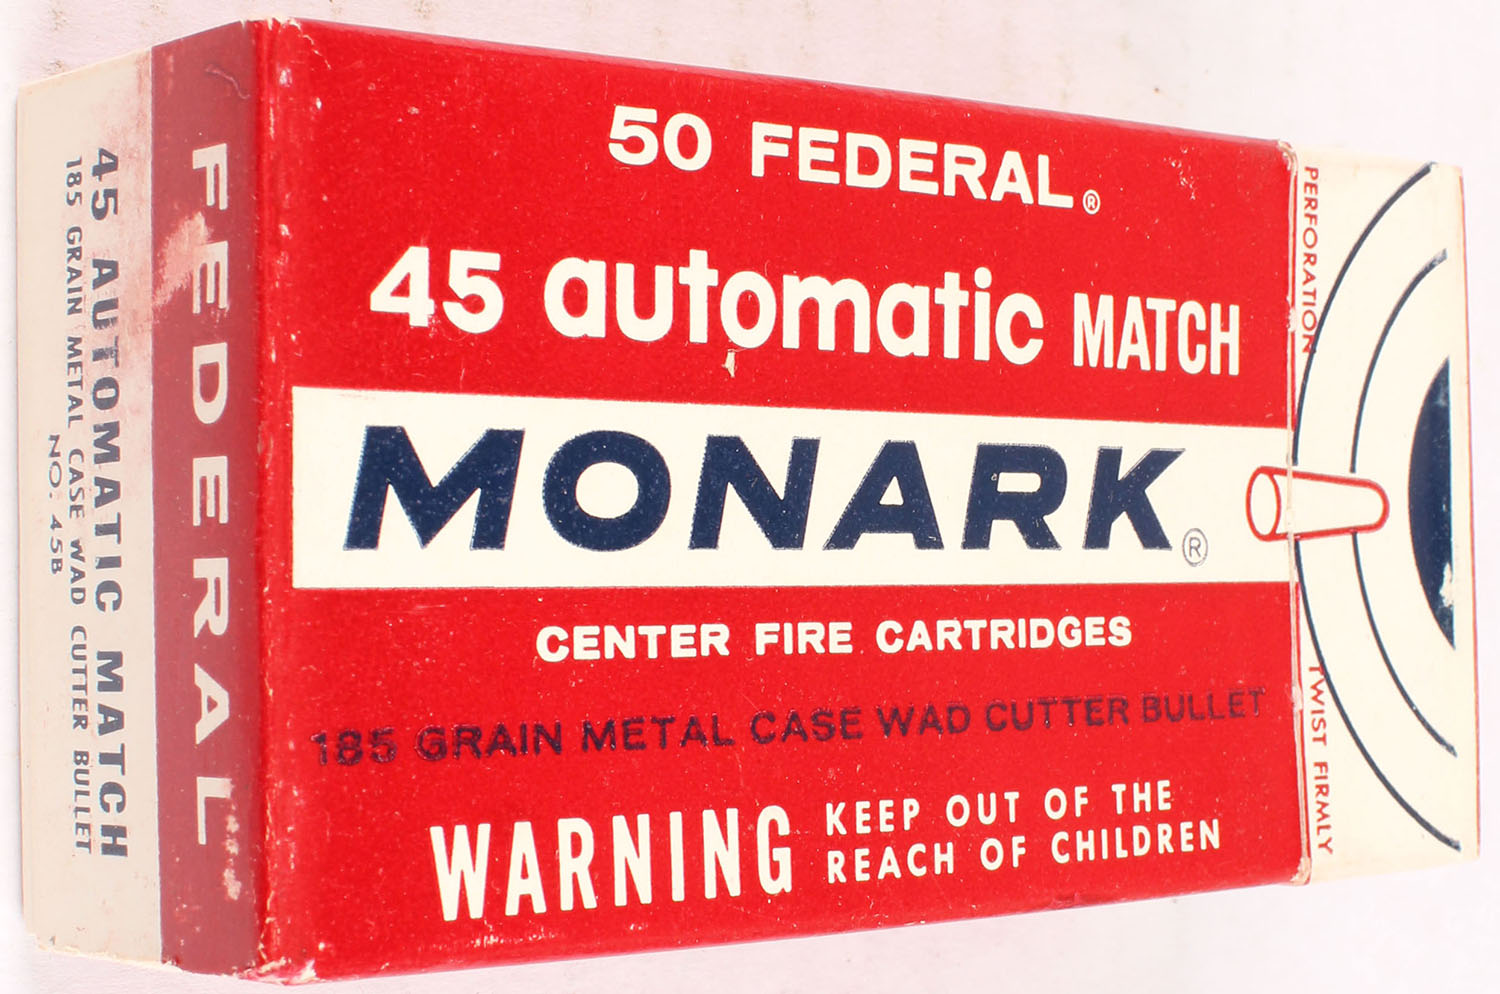 50 FEDERAL®
45 automatic MATCH
MONARK®
CENTER FIRE CARTRIDGES
185 GRAIN METAL CASE WAD CUTTER BULLET
WARNING KEEP OUT OF THE
REACH OF CHILDREN
FEDERAL
45 AUTOMATIC MATCH
185 GRAIN METAL CASE WAD CUTTER BULLET
NO. 45B
PERFORATION
TWIST FIRMLY